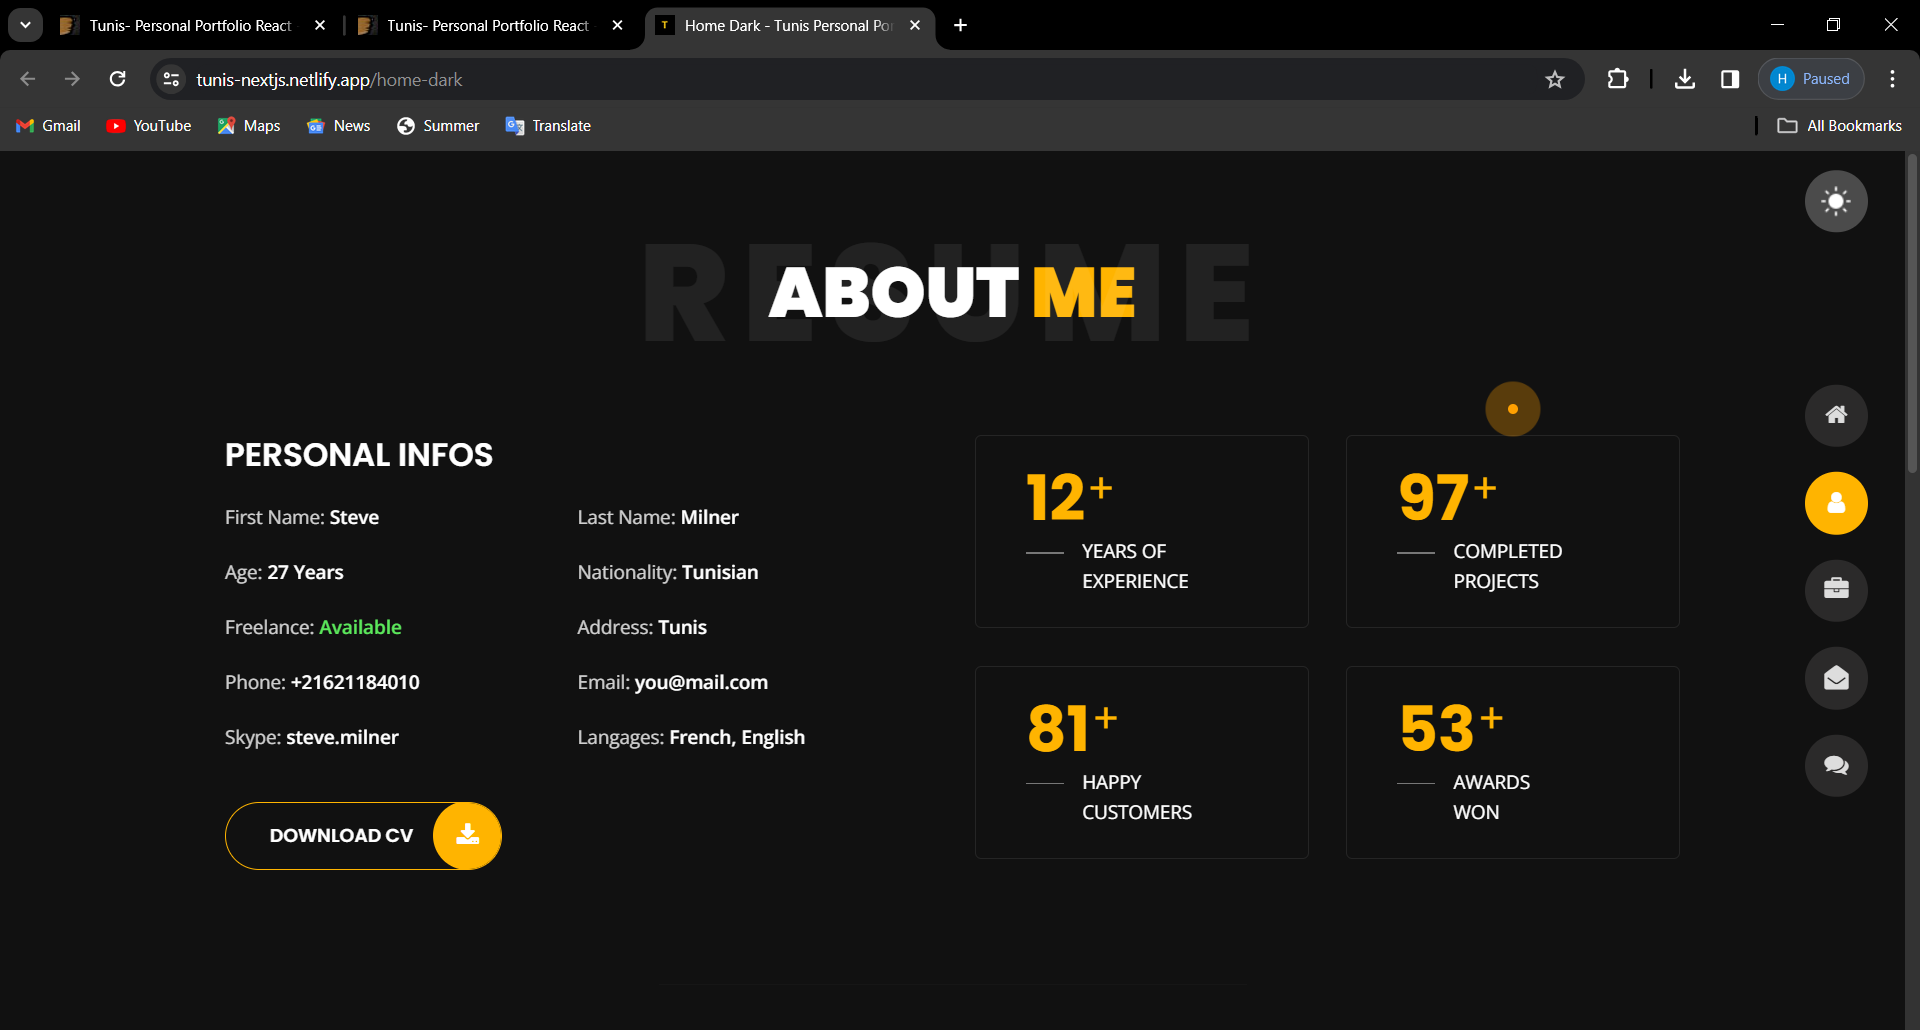 Tunis- Personal Portfolio React
Tunis- Personal Portfolio React
T
Home Dark - Tunis Personal Po
tunis-nextjs.netlify.app/home-dark
H Paused
Gmail
YouTube
Maps
News
Summer
Translate
All Bookmarks
RESUME
ABOUT ME
PERSONAL INFOS
First Name: Steve
Last Name: Milner
Age: 27 Years
Nationality: Tunisian
Freelance: Available
Address: Tunis
Phone: +21621184010
Email: you@mail.com
Skype: steve.milner
Langages: French, English
DOWNLOAD CV
12+
YEARS OF
EXPERIENCE
97+
COMPLETED
PROJECTS
81+
HAPPY
CUSTOMERS
53+
AWARDS
WON